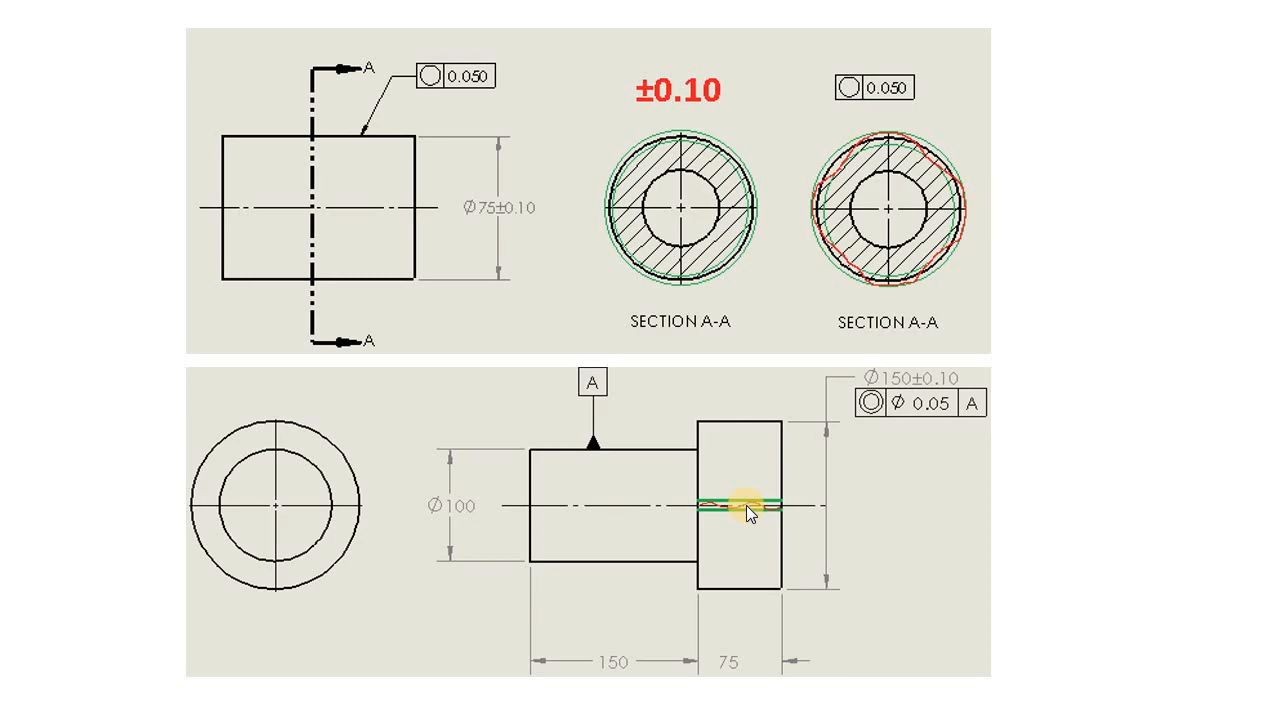 A
0.050
Ø75±0.10
A
±0.10
SECTION A-A
0.050
SECTION A-A
A
Ø150±0.10
Ø 0.05 A
Ø100
150
75